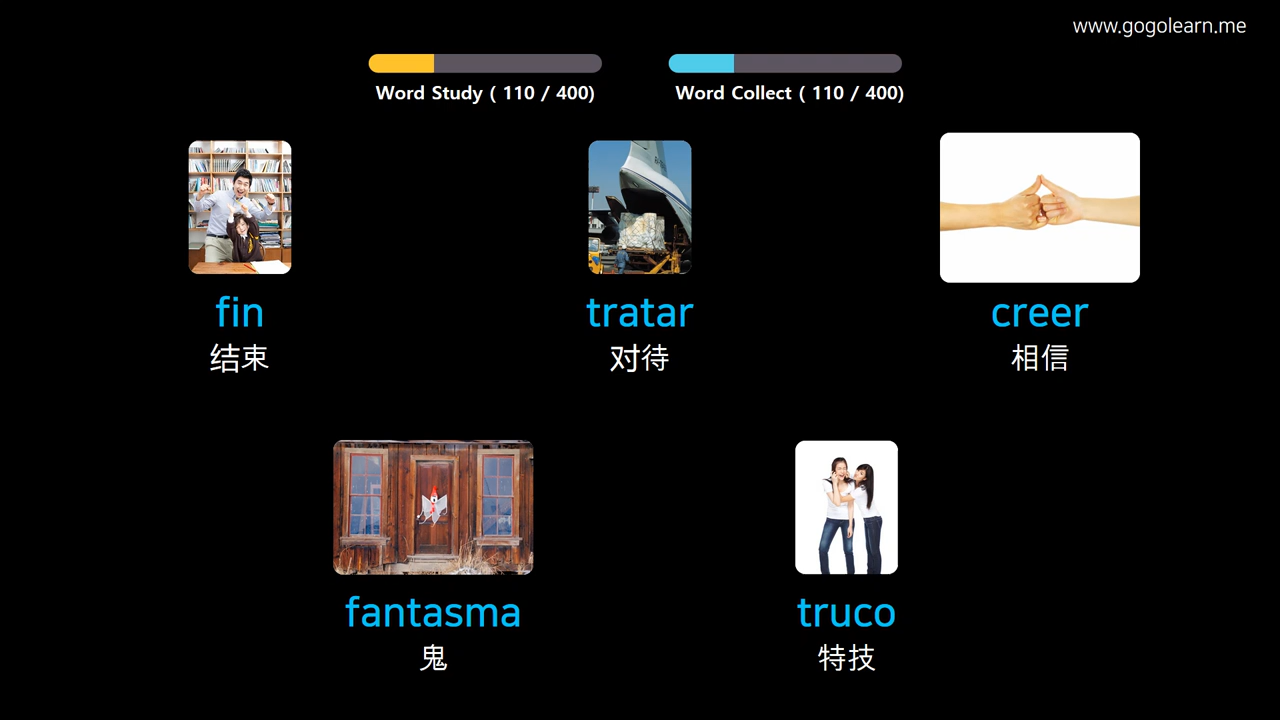 www.gogolearn.me
Word Study ( 110 / 400)
Word Collect ( 110 / 400)
fin
结束
tratar
对待
creer
相信
fantasma
鬼
truco
特技